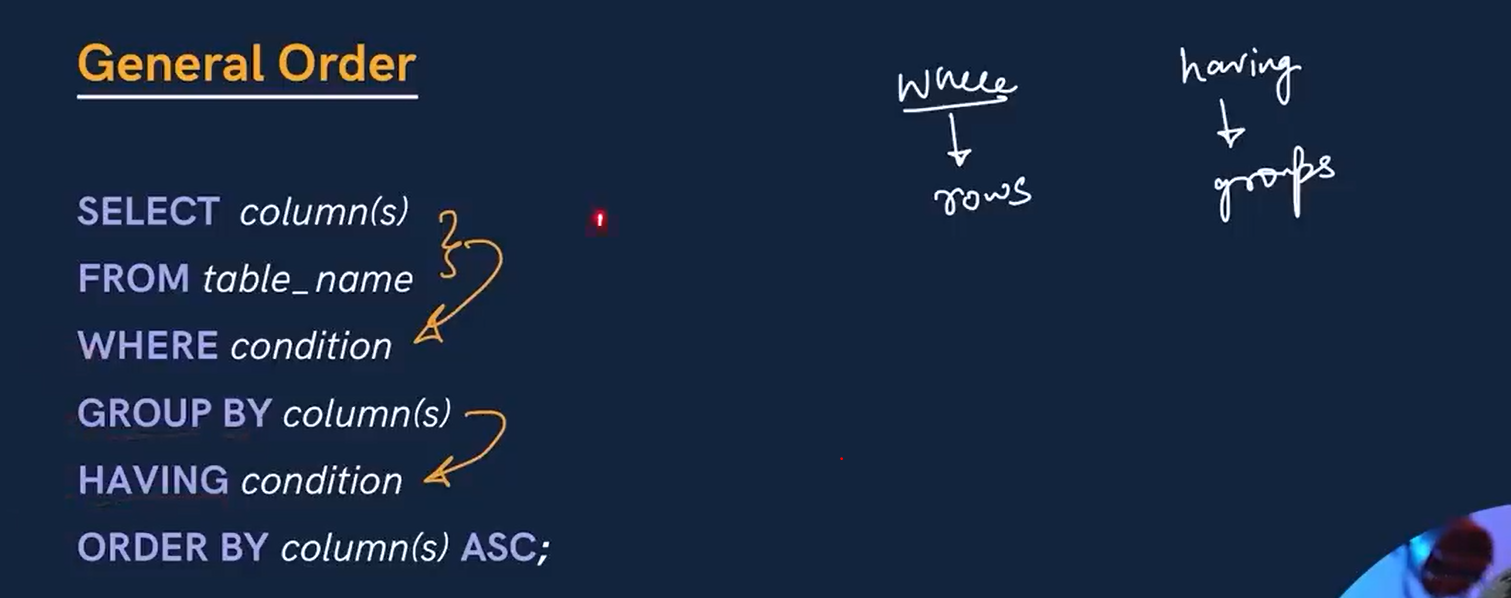 General Order
where
having
rows
groups
SELECT column(s)
FROM table_name
WHERE condition
GROUP BY column(s)
HAVING condition
ORDER BY column(s) ASC;